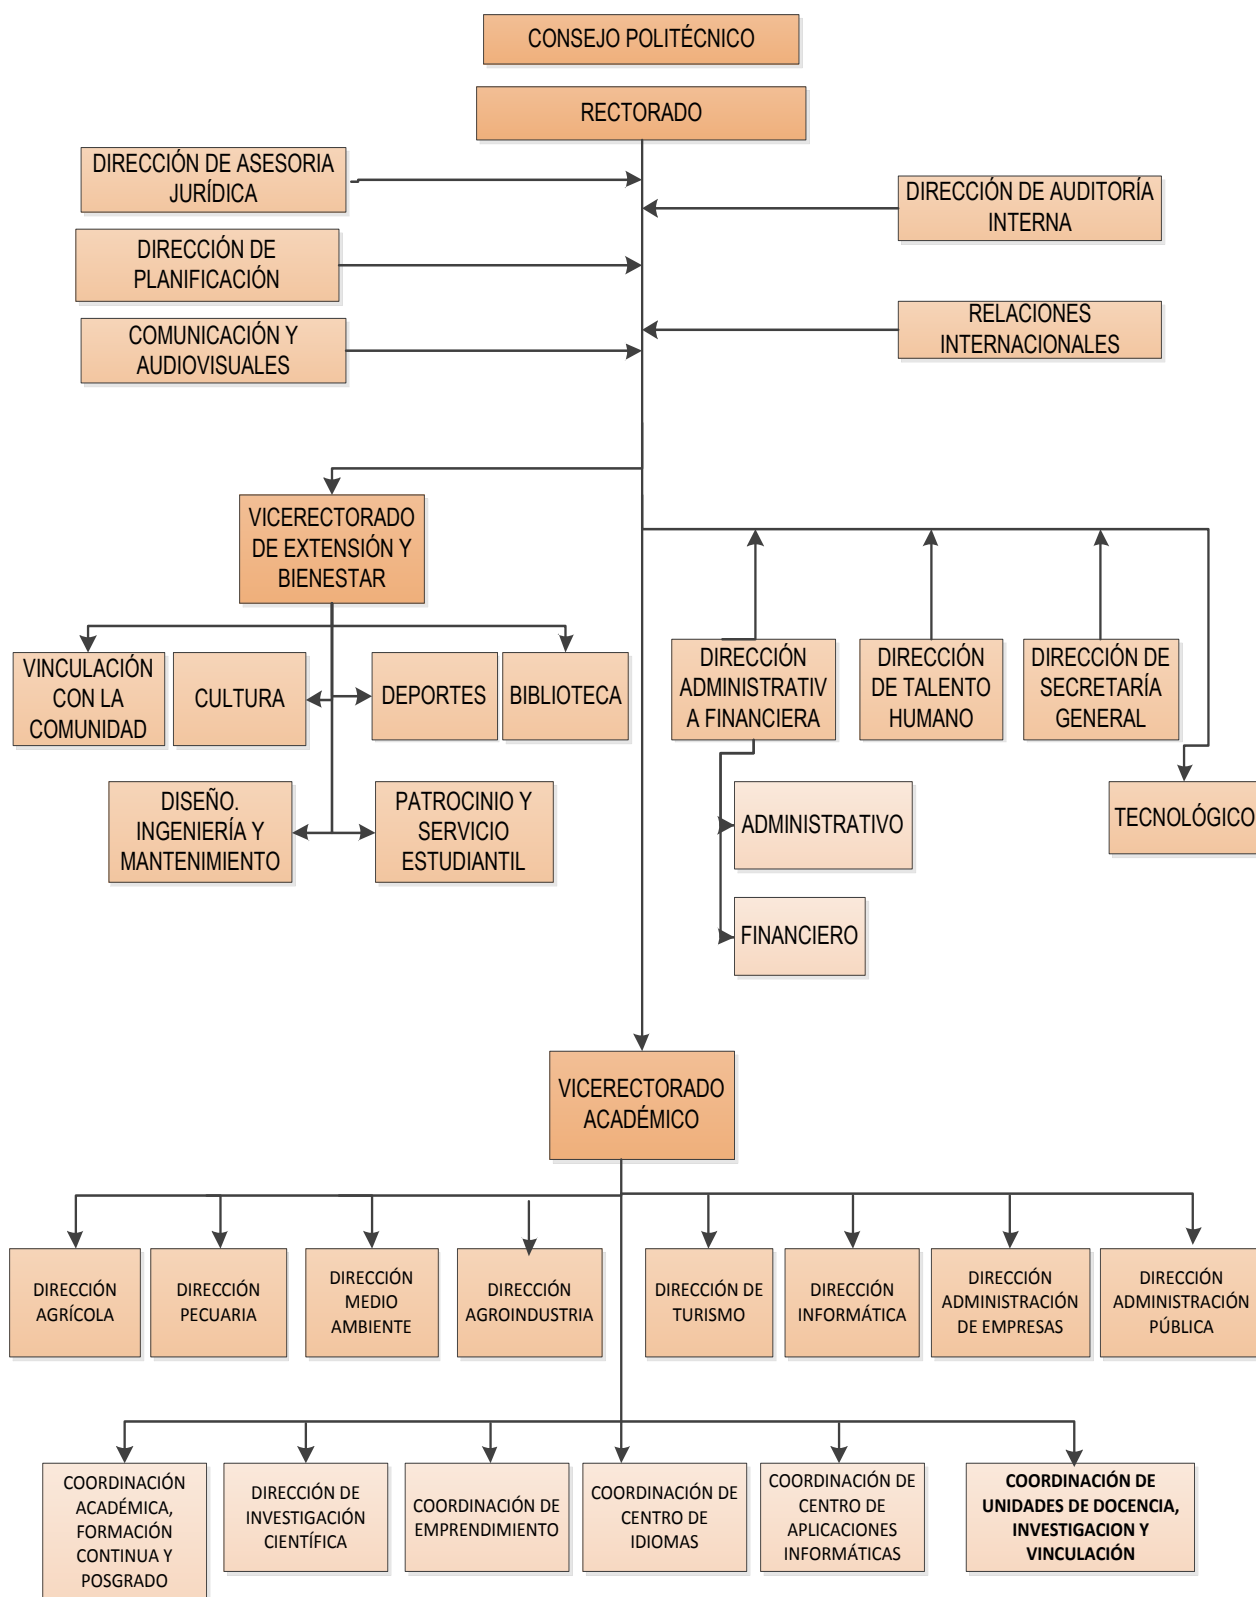 CONSEJO POLITÉCNICO
RECTORADO
DIRECCIÓN DE ASESORIA
JURÍDICA
DIRECCIÓN DE AUDITORÍA
INTERNA
DIRECCIÓN DE
PLANIFICACIÓN
RELACIONES
INTERNACIONALES
COMUNICACIÓN Y
AUDIOVISUALES
VICERECTORADO
DE EXTENSIÓN Y
BIENESTAR
VINCULACIÓN
CON LA
COMUNIDAD
CULTURA
DEPORTES
BIBLIOTECA
DIRECCIÓN
ADMINISTRATIV
A FINANCIERA
DIRECCIÓN
DE TALENTO
HUMANO
DIRECCIÓN DE
SECRETARÍA
GENERAL
DISEÑO.
INGENIERÍA Y
MANTENIMIENTO
PATROCINIO Y
SERVICIO
ESTUDIANTIL
ADMINISTRATIVO
TECNOLÓGICO
FINANCIERO
VICERECTORADO
ACADÉMICO
DIRECCIÓN
AGRÍCOLA
DIRECCIÓN
PECUARIA
DIRECCIÓN
MEDIO
AMBIENTE
DIRECCIÓN
AGROINDUSTRIA
DIRECCIÓN DE
TURISMO
DIRECCIÓN
INFORMÁTICA
DIRECCIÓN
ADMINISTRACIÓN
DE EMPRESAS
DIRECCIÓN
ADMINISTRACIÓN
PÚBLICA
COORDINACIÓN
ACADÉMICA,
FORMACIÓN
CONTINUA Y
POSGRADO
DIRECCIÓN DE
INVESTIGACIÓN
CIENTÍFICA
COORDINACIÓN DE
EMPRENDIMIENTO
COORDINACIÓN DE
CENTRO DE
IDIOMAS
COORDINACIÓN DE
CENTRO DE
APLICACIONES
INFORMÁTICAS
COORDINACIÓN DE
UNIDADES DE DOCENCIA,
INVESTIGACION Y
VINCULACIÓN